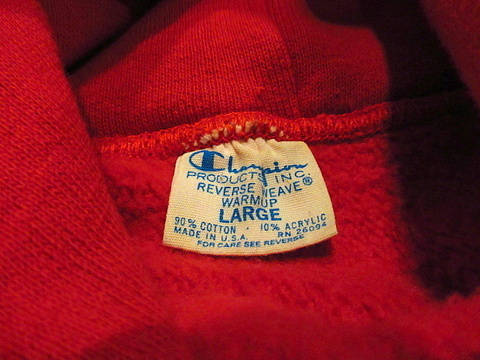 Champion
PRODUCTS INC.
REVERSE WEAVE®
WARMUP
LARGE
90% COTTON · 10% ACRYLIC
MADE IN U.S.A. RN 26094
FOR CARE SEE REVERSE